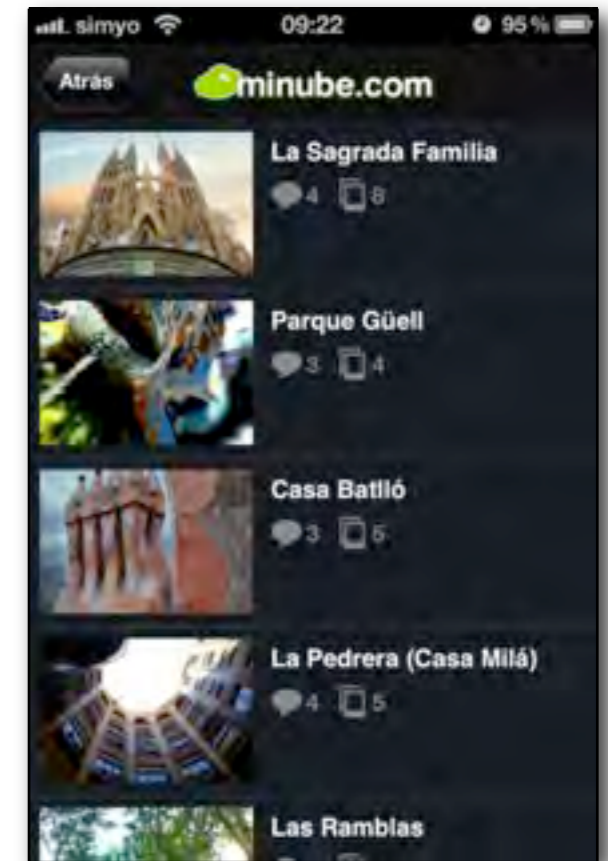 simyo 09:22 95 %
Atrás minube.com
La Sagrada Familia
4 8
Parque Güell
3 4
Casa Batlló
3 5
La Pedrera (Casa Milá)
4 5
Las Ramblas